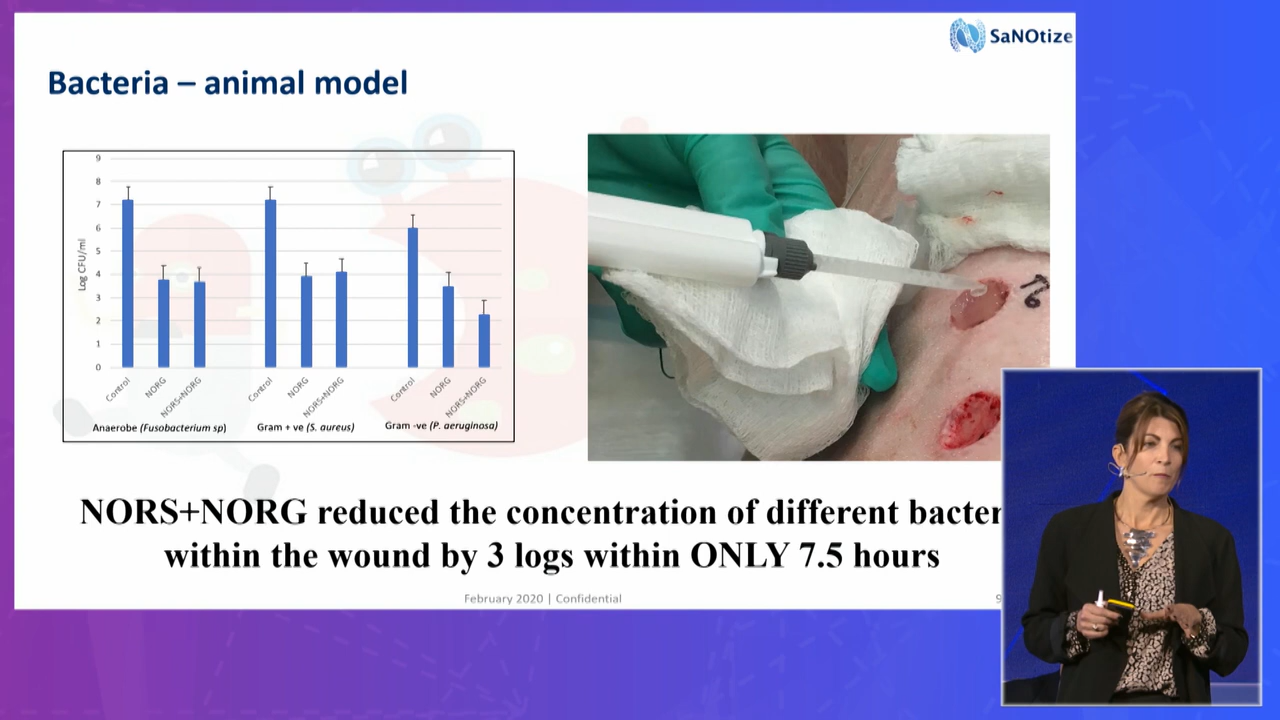 SaNOtize
Bacteria – animal model
9
8
7
6
5
4
3
2
1
0
Log CFU/ml
Control
NORG
NORS+NORG
Control
NORG
NORS+NORG
Control
NORG
NORS+NORG
Anaerobe (Fusobacterium sp)
Gram + ve (S. aureus)
Gram -ve (P. aeruginosa)
NORS+NORG reduced the concentration of different bacter
within the wound by 3 logs within ONLY 7.5 hours
February 2020 | Confidential
9